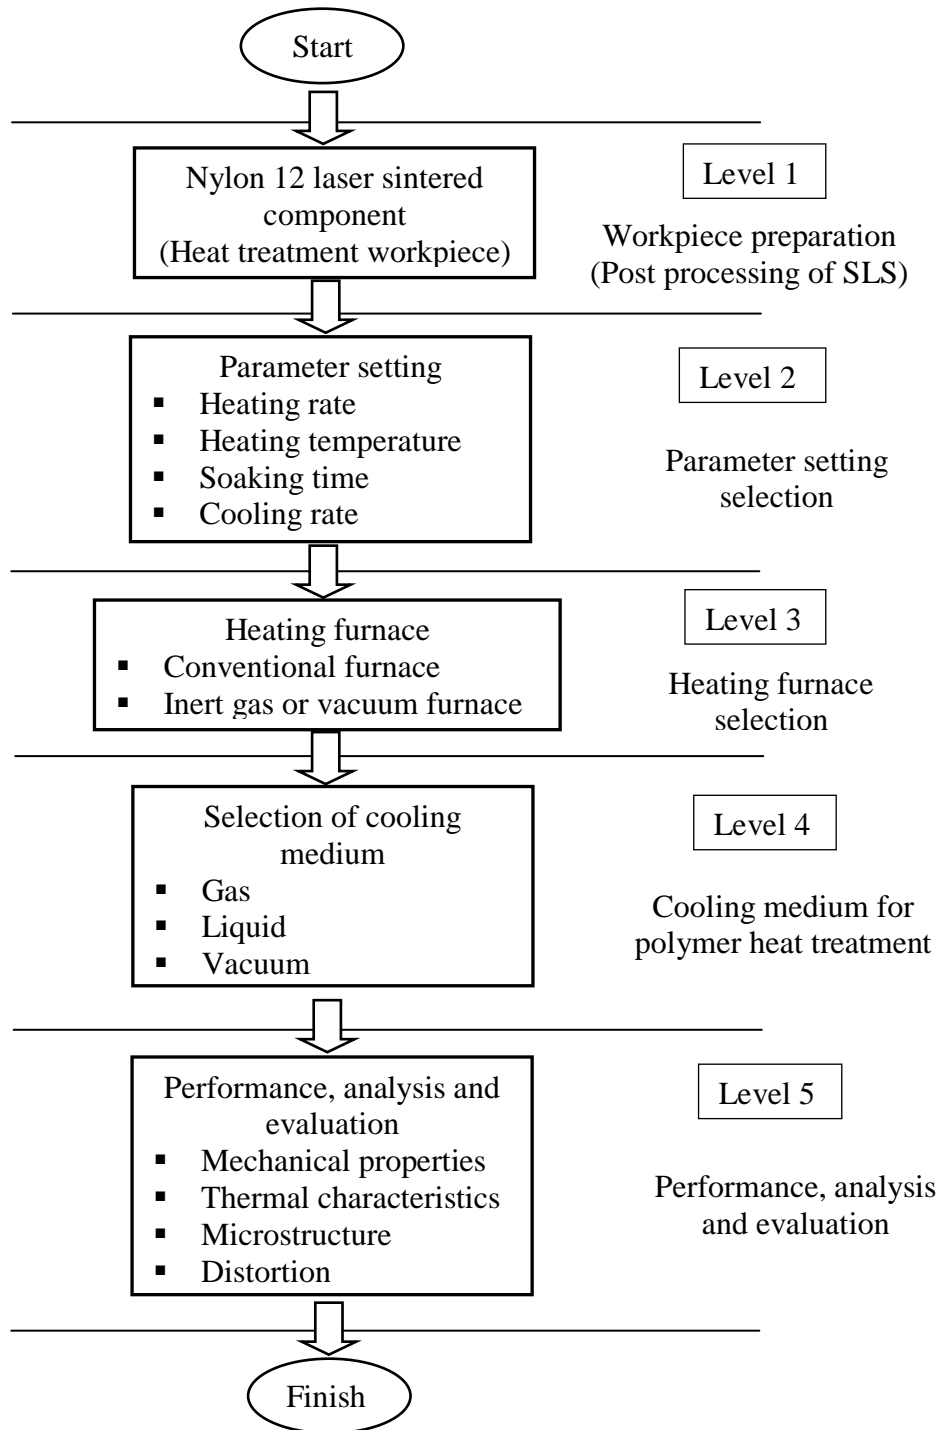 Start
Nylon 12 laser sintered
component
(Heat treatment workpiece)
Level 1
Workpiece preparation
(Post processing of SLS)
Parameter setting
▪ Heating rate
▪ Heating temperature
▪ Soaking time
▪ Cooling rate
Level 2
Parameter setting
selection
Heating furnace
▪ Conventional furnace
▪ Inert gas or vacuum furnace
Level 3
Heating furnace
selection
Selection of cooling
medium
▪ Gas
▪ Liquid
▪ Vacuum
Level 4
Cooling medium for
polymer heat treatment
Performance, analysis and
evaluation
▪ Mechanical properties
▪ Thermal characteristics
▪ Microstructure
▪ Distortion
Level 5
Performance, analysis
and evaluation
Finish